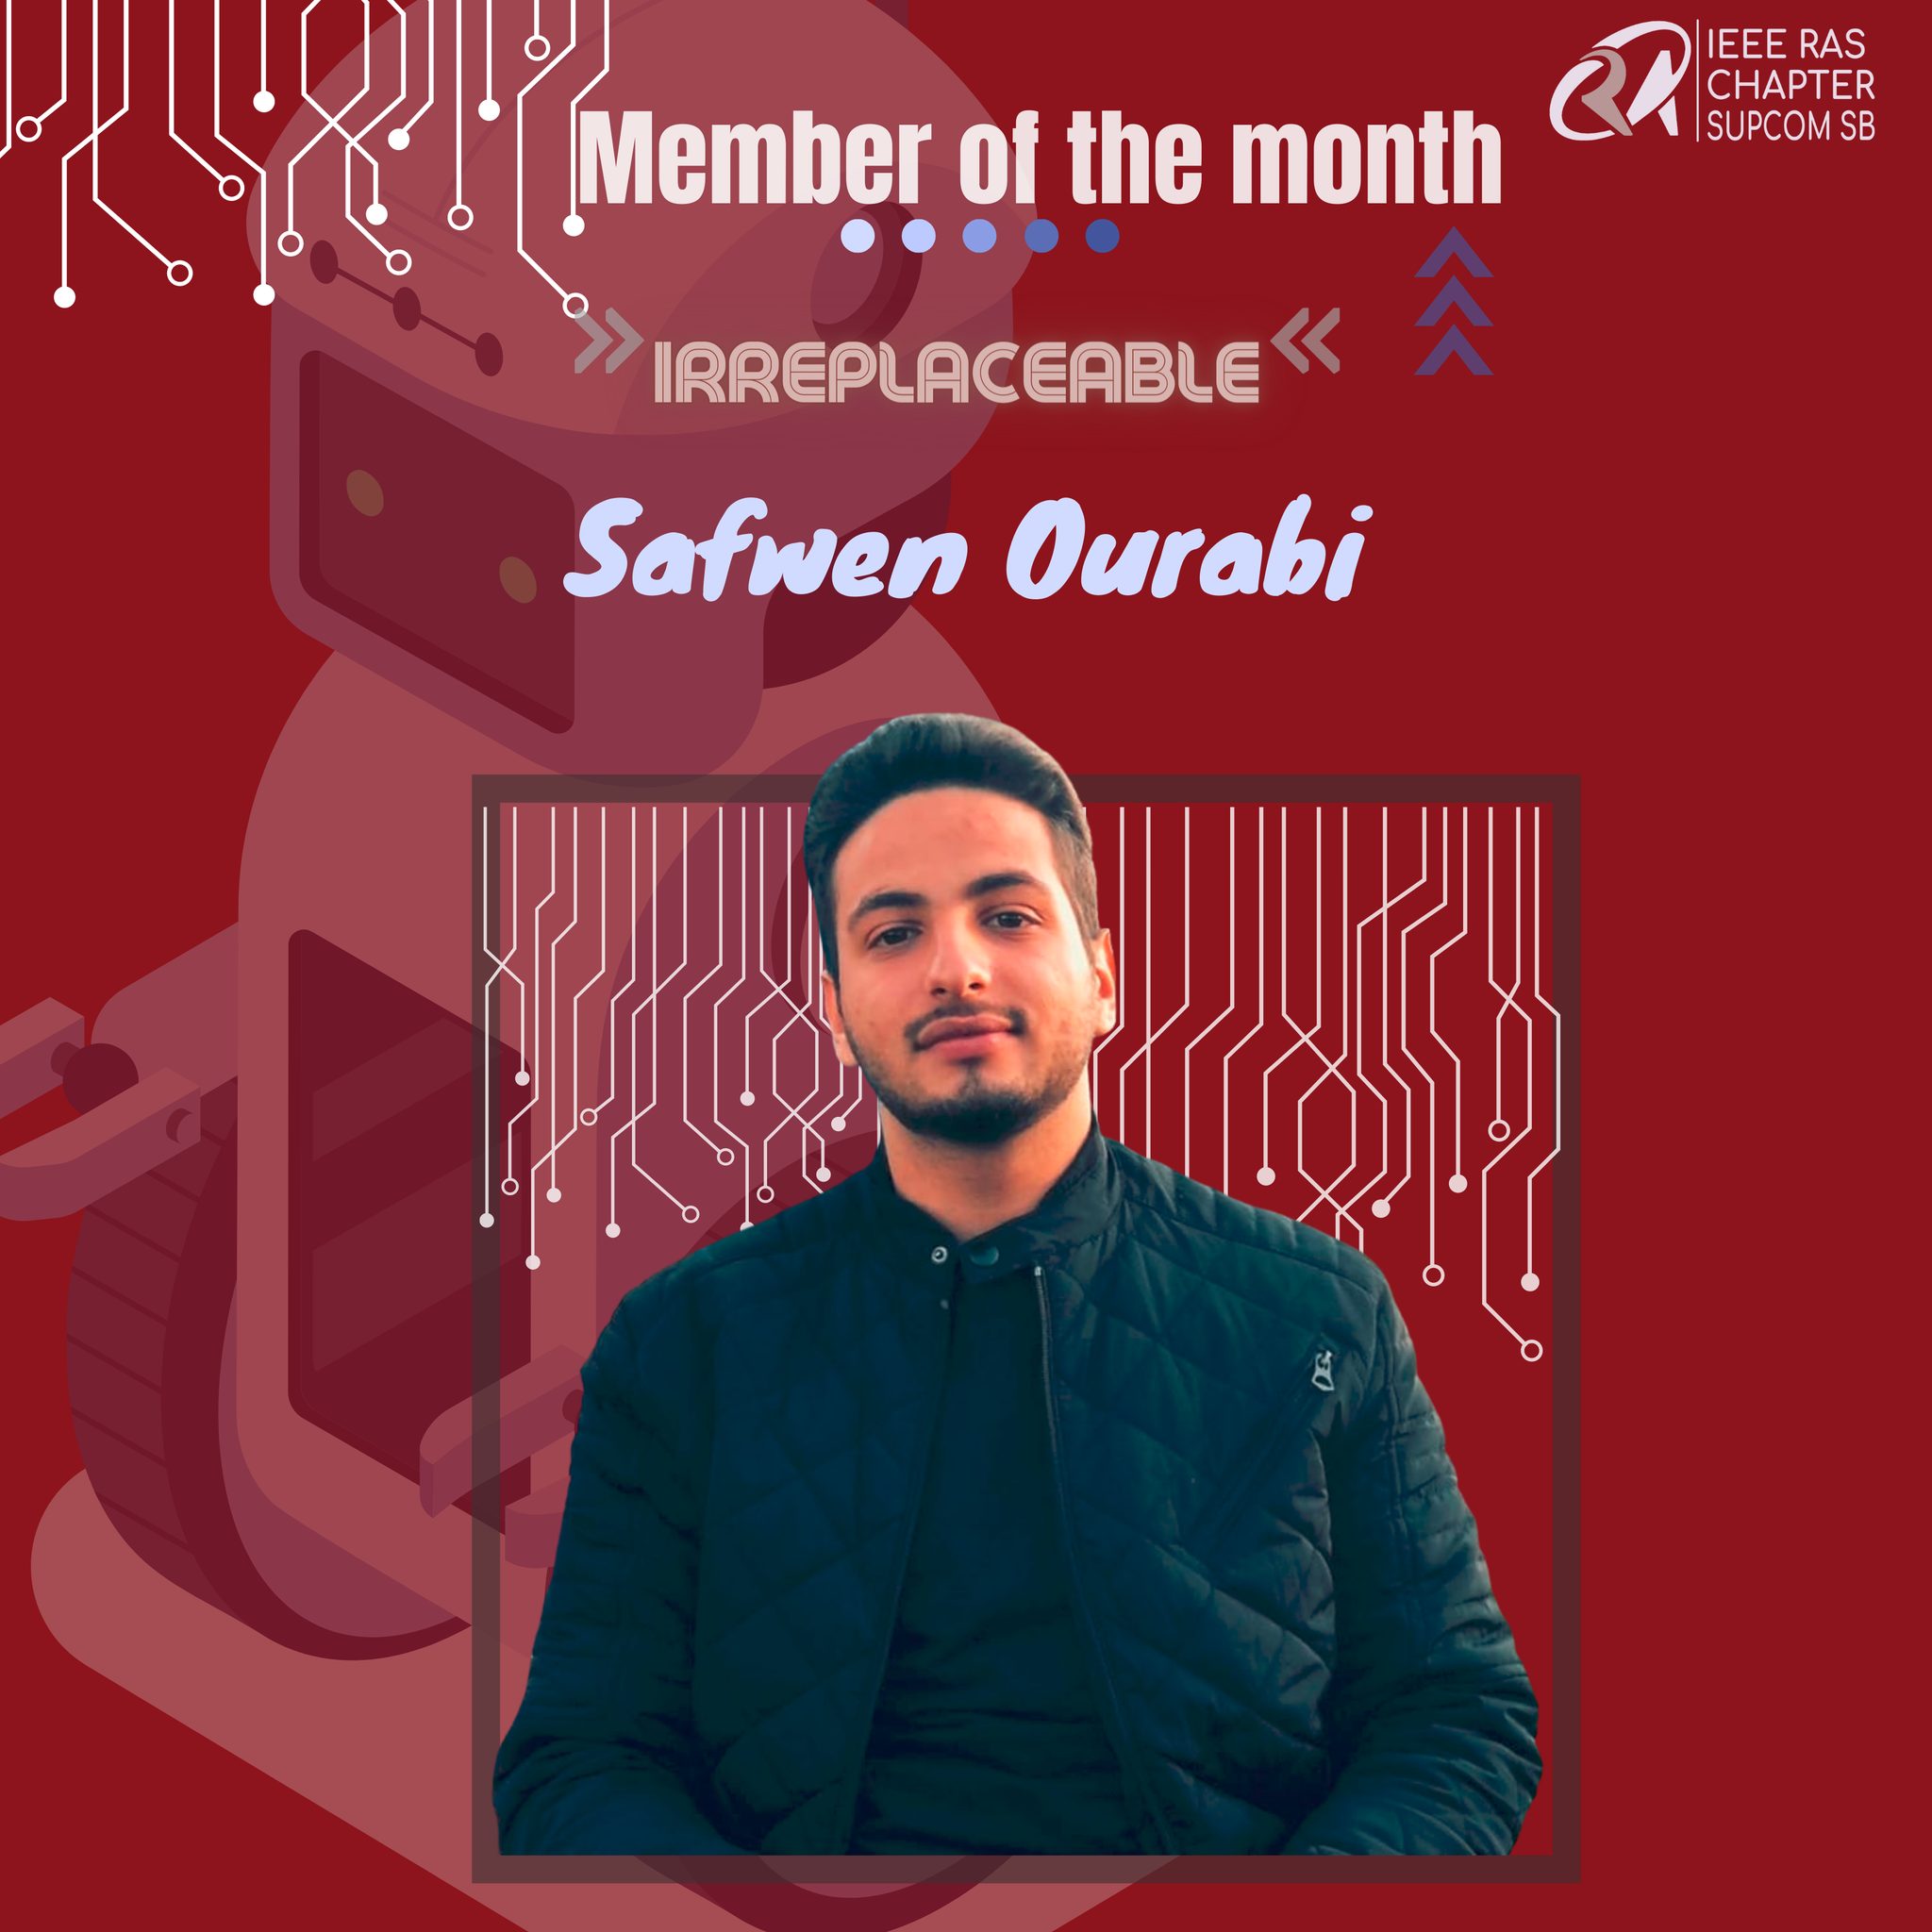 IEEE RAS
CHAPTER
SUPCOM SB
Member of the month
IRREPLACEABLE
Safwen Ourabi